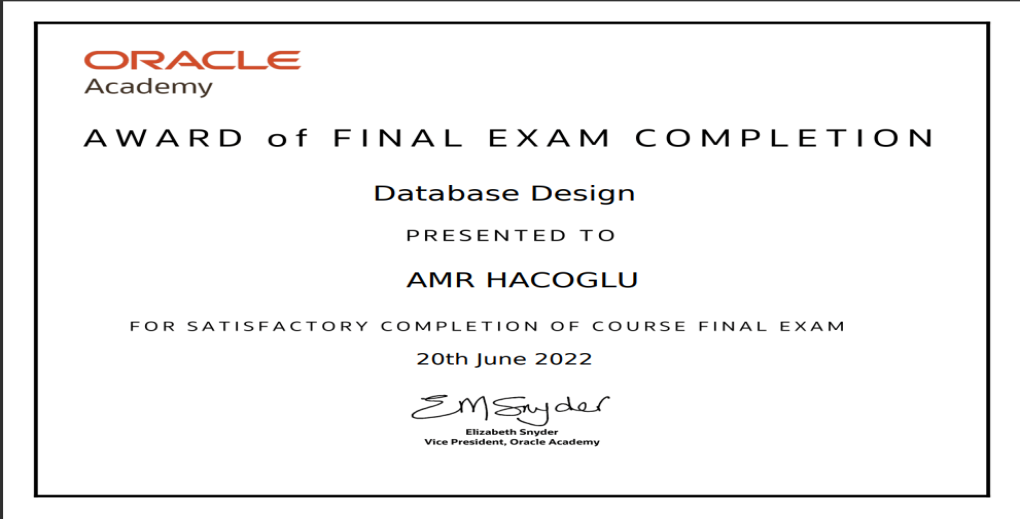 ORACLE
Academy
AWARD of FINAL EXAM COMPLETION
Database Design
PRESENTED TO
AMR HACOGLU
FOR SATISFACTORY COMPLETION OF COURSE FINAL EXAM
20th June 2022
EM Snyder
Elizabeth Snyder
Vice President, Oracle Academy